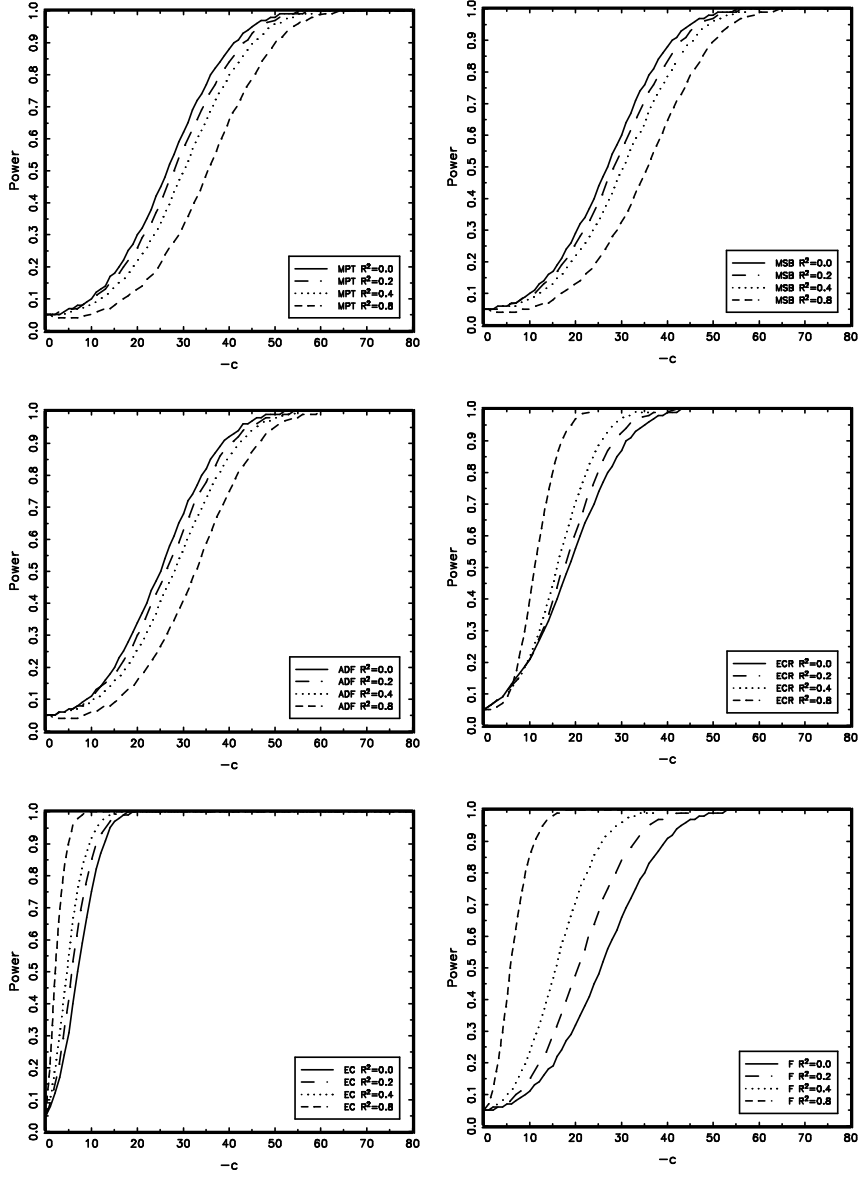 Power
0.0 0.1 0.2 0.3 0.4 0.5 0.6 0.7 0.8 0.9 1.0
0 10 20 30 40 50 60 70 80
−c
MPT R²=0.0
MPT R²=0.2
MPT R²=0.4
MPT R²=0.8
Power
0.0 0.1 0.2 0.3 0.4 0.5 0.6 0.7 0.8 0.9 1.0
0 10 20 30 40 50 60 70 80
−c
MSB R²=0.0
MSB R²=0.2
MSB R²=0.4
MSB R²=0.8
Power
0.0 0.1 0.2 0.3 0.4 0.5 0.6 0.7 0.8 0.9 1.0
0 10 20 30 40 50 60 70 80
−c
ADF R²=0.0
ADF R²=0.2
ADF R²=0.4
ADF R²=0.8
Power
0.0 0.1 0.2 0.3 0.4 0.5 0.6 0.7 0.8 0.9 1.0
0 10 20 30 40 50 60 70 80
−c
ECR R²=0.0
ECR R²=0.2
ECR R²=0.4
ECR R²=0.8
Power
0.0 0.1 0.2 0.3 0.4 0.5 0.6 0.7 0.8 0.9 1.0
0 10 20 30 40 50 60 70 80
−c
EC R²=0.0
EC R²=0.2
EC R²=0.4
EC R²=0.8
Power
0.0 0.1 0.2 0.3 0.4 0.5 0.6 0.7 0.8 0.9 1.0
0 10 20 30 40 50 60 70 80
−c
F R²=0.0
F R²=0.2
F R²=0.4
F R²=0.8